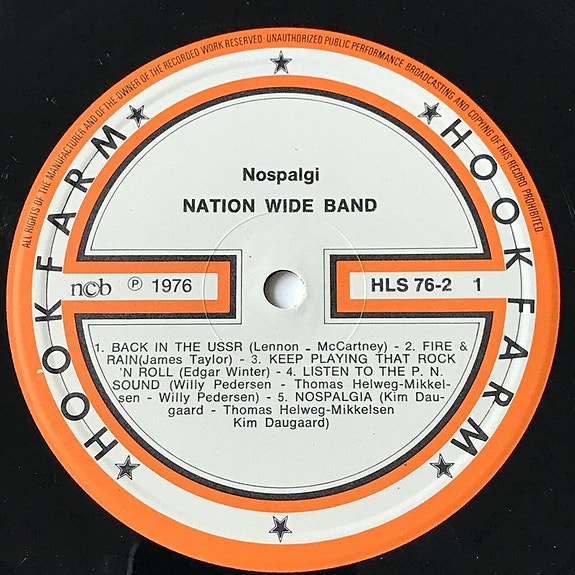 ALL RIGHTS OF THE MANUFACTURER AND OF THE OWNER OF THE RECORDED WORK RESERVED · UNAUTHORIZED PUBLIC PERFORMANCE BROADCASTING AND COPYING OF THIS RECORD PROHIBITED
HOOKFARM
HOOKFARM
Nospalgi
NATION WIDE BAND
ncb ℗ 1976
HLS 76-2 1
1. BACK IN THE USSR (Lennon - McCartney) - 2. FIRE &
RAIN(James Taylor) - 3. KEEP PLAYING THAT ROCK
'N ROLL (Edgar Winter) - 4. LISTEN TO THE P. N.
SOUND (Willy Pedersen - Thomas Helweg-Mikkel-
sen - Willy Pedersen) - 5. NOSPALGIA (Kim Dau-
gaard - Thomas Helweg-Mikkelsen
Kim Daugaard)